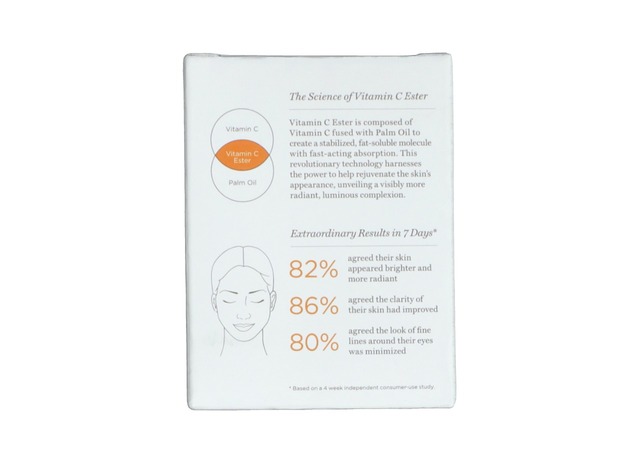 The Science of Vitamin C Ester
Vitamin C
Vitamin C
Ester
Palm Oil
Vitamin C Ester is composed of
Vitamin C fused with Palm Oil to
create a stabilized, fat-soluble molecule
with fast-acting absorption. This
revolutionary technology harnesses
the power to help rejuvenate the skin's
appearance, unveiling a visibly more
radiant, luminous complexion.
Extraordinary Results in 7 Days*
82%
agreed their skin
appeared brighter and
more radiant
86%
agreed the clarity of
their skin had improved
80%
agreed the look of fine
lines around their eyes
was minimized
* Based on a 4 week independent consumer-use study.